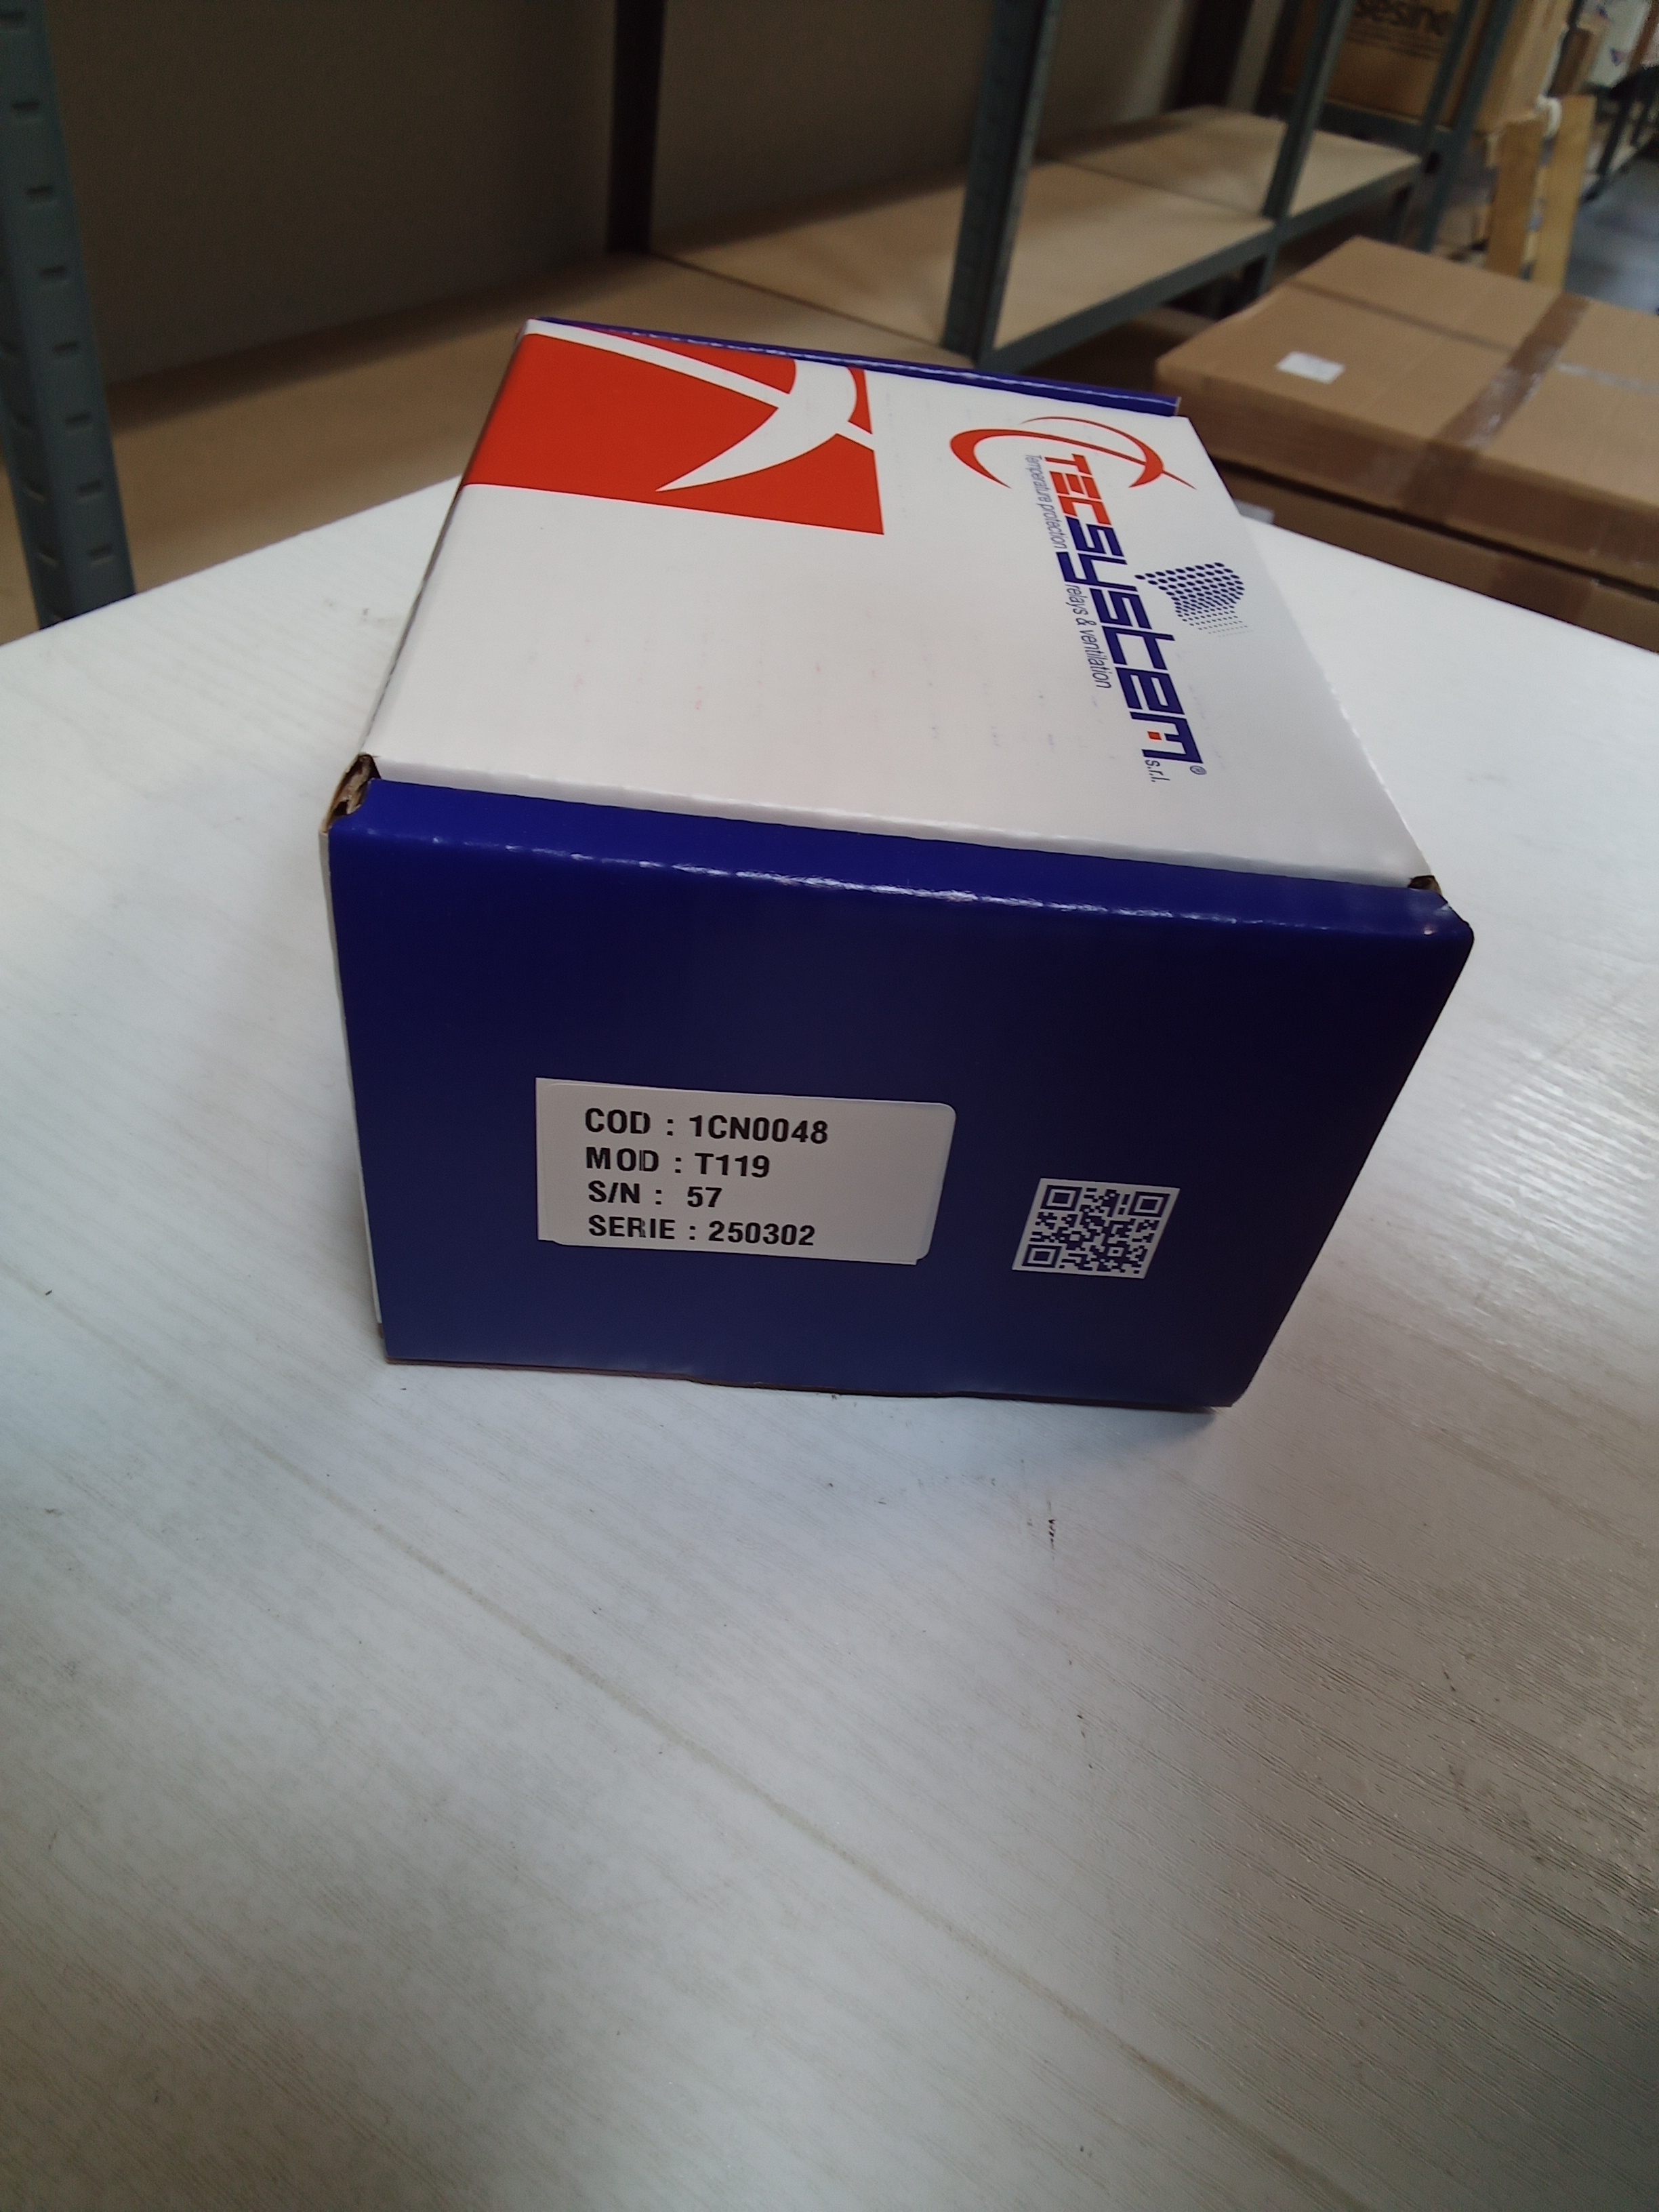 TECSYSTEM® s.r.l.
Temperature protection relays & ventilation
COD : 1CN0048
MOD : T119
S/N : 57
SERIE : 250302